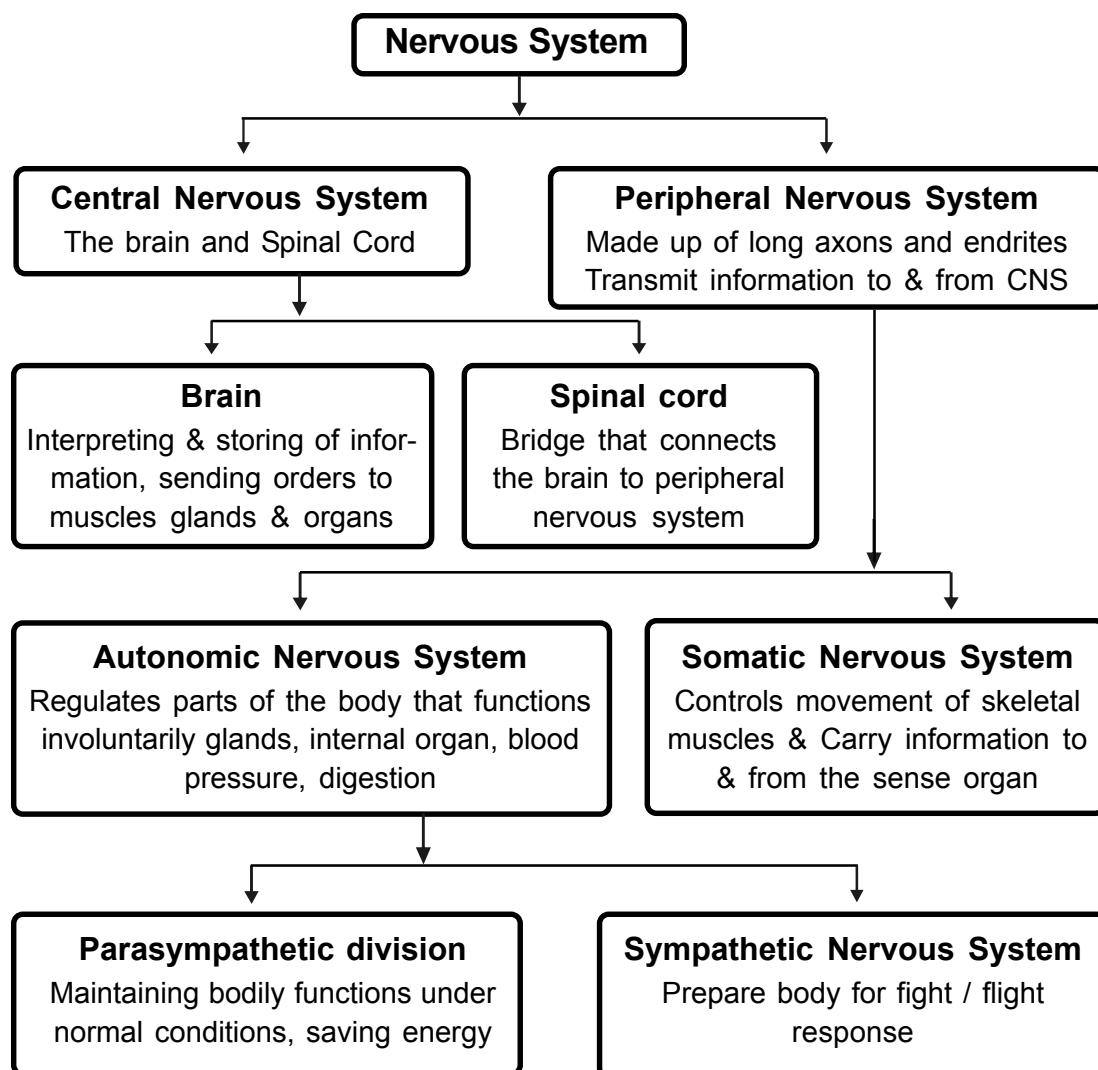 Nervous System
Central Nervous System
The brain and Spinal Cord
Peripheral Nervous System
Made up of long axons and endrites
Transmit information to & from CNS
Brain
Interpreting & storing of infor-
mation, sending orders to
muscles glands & organs
Spinal cord
Bridge that connects
the brain to peripheral
nervous system
Autonomic Nervous System
Regulates parts of the body that functions
involuntarily glands, internal organ, blood
pressure, digestion
Somatic Nervous System
Controls movement of skeletal
muscles & Carry information to
& from the sense organ
Parasympathetic division
Maintaining bodily functions under
normal conditions, saving energy
Sympathetic Nervous System
Prepare body for fight / flight
response